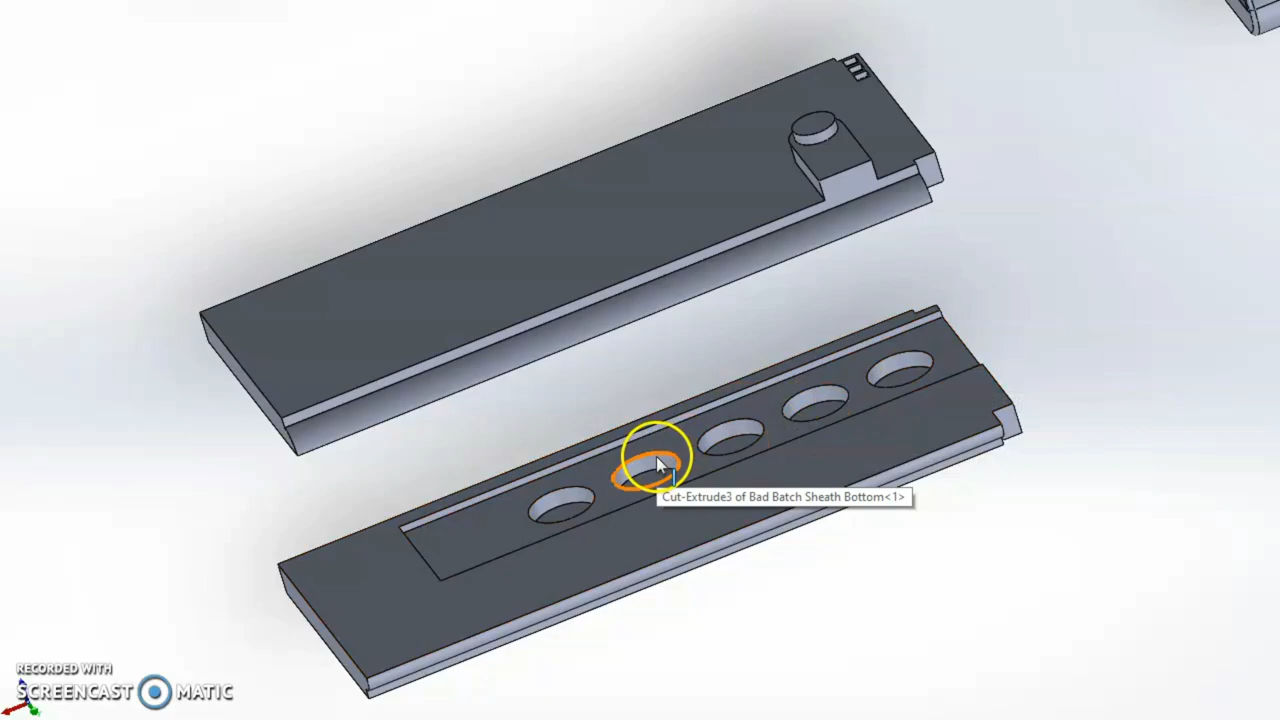 Cut-Extrude3 of Bad Batch Sheath Bottom<1>
RECORDED WITH
SCREENCAST MATIC